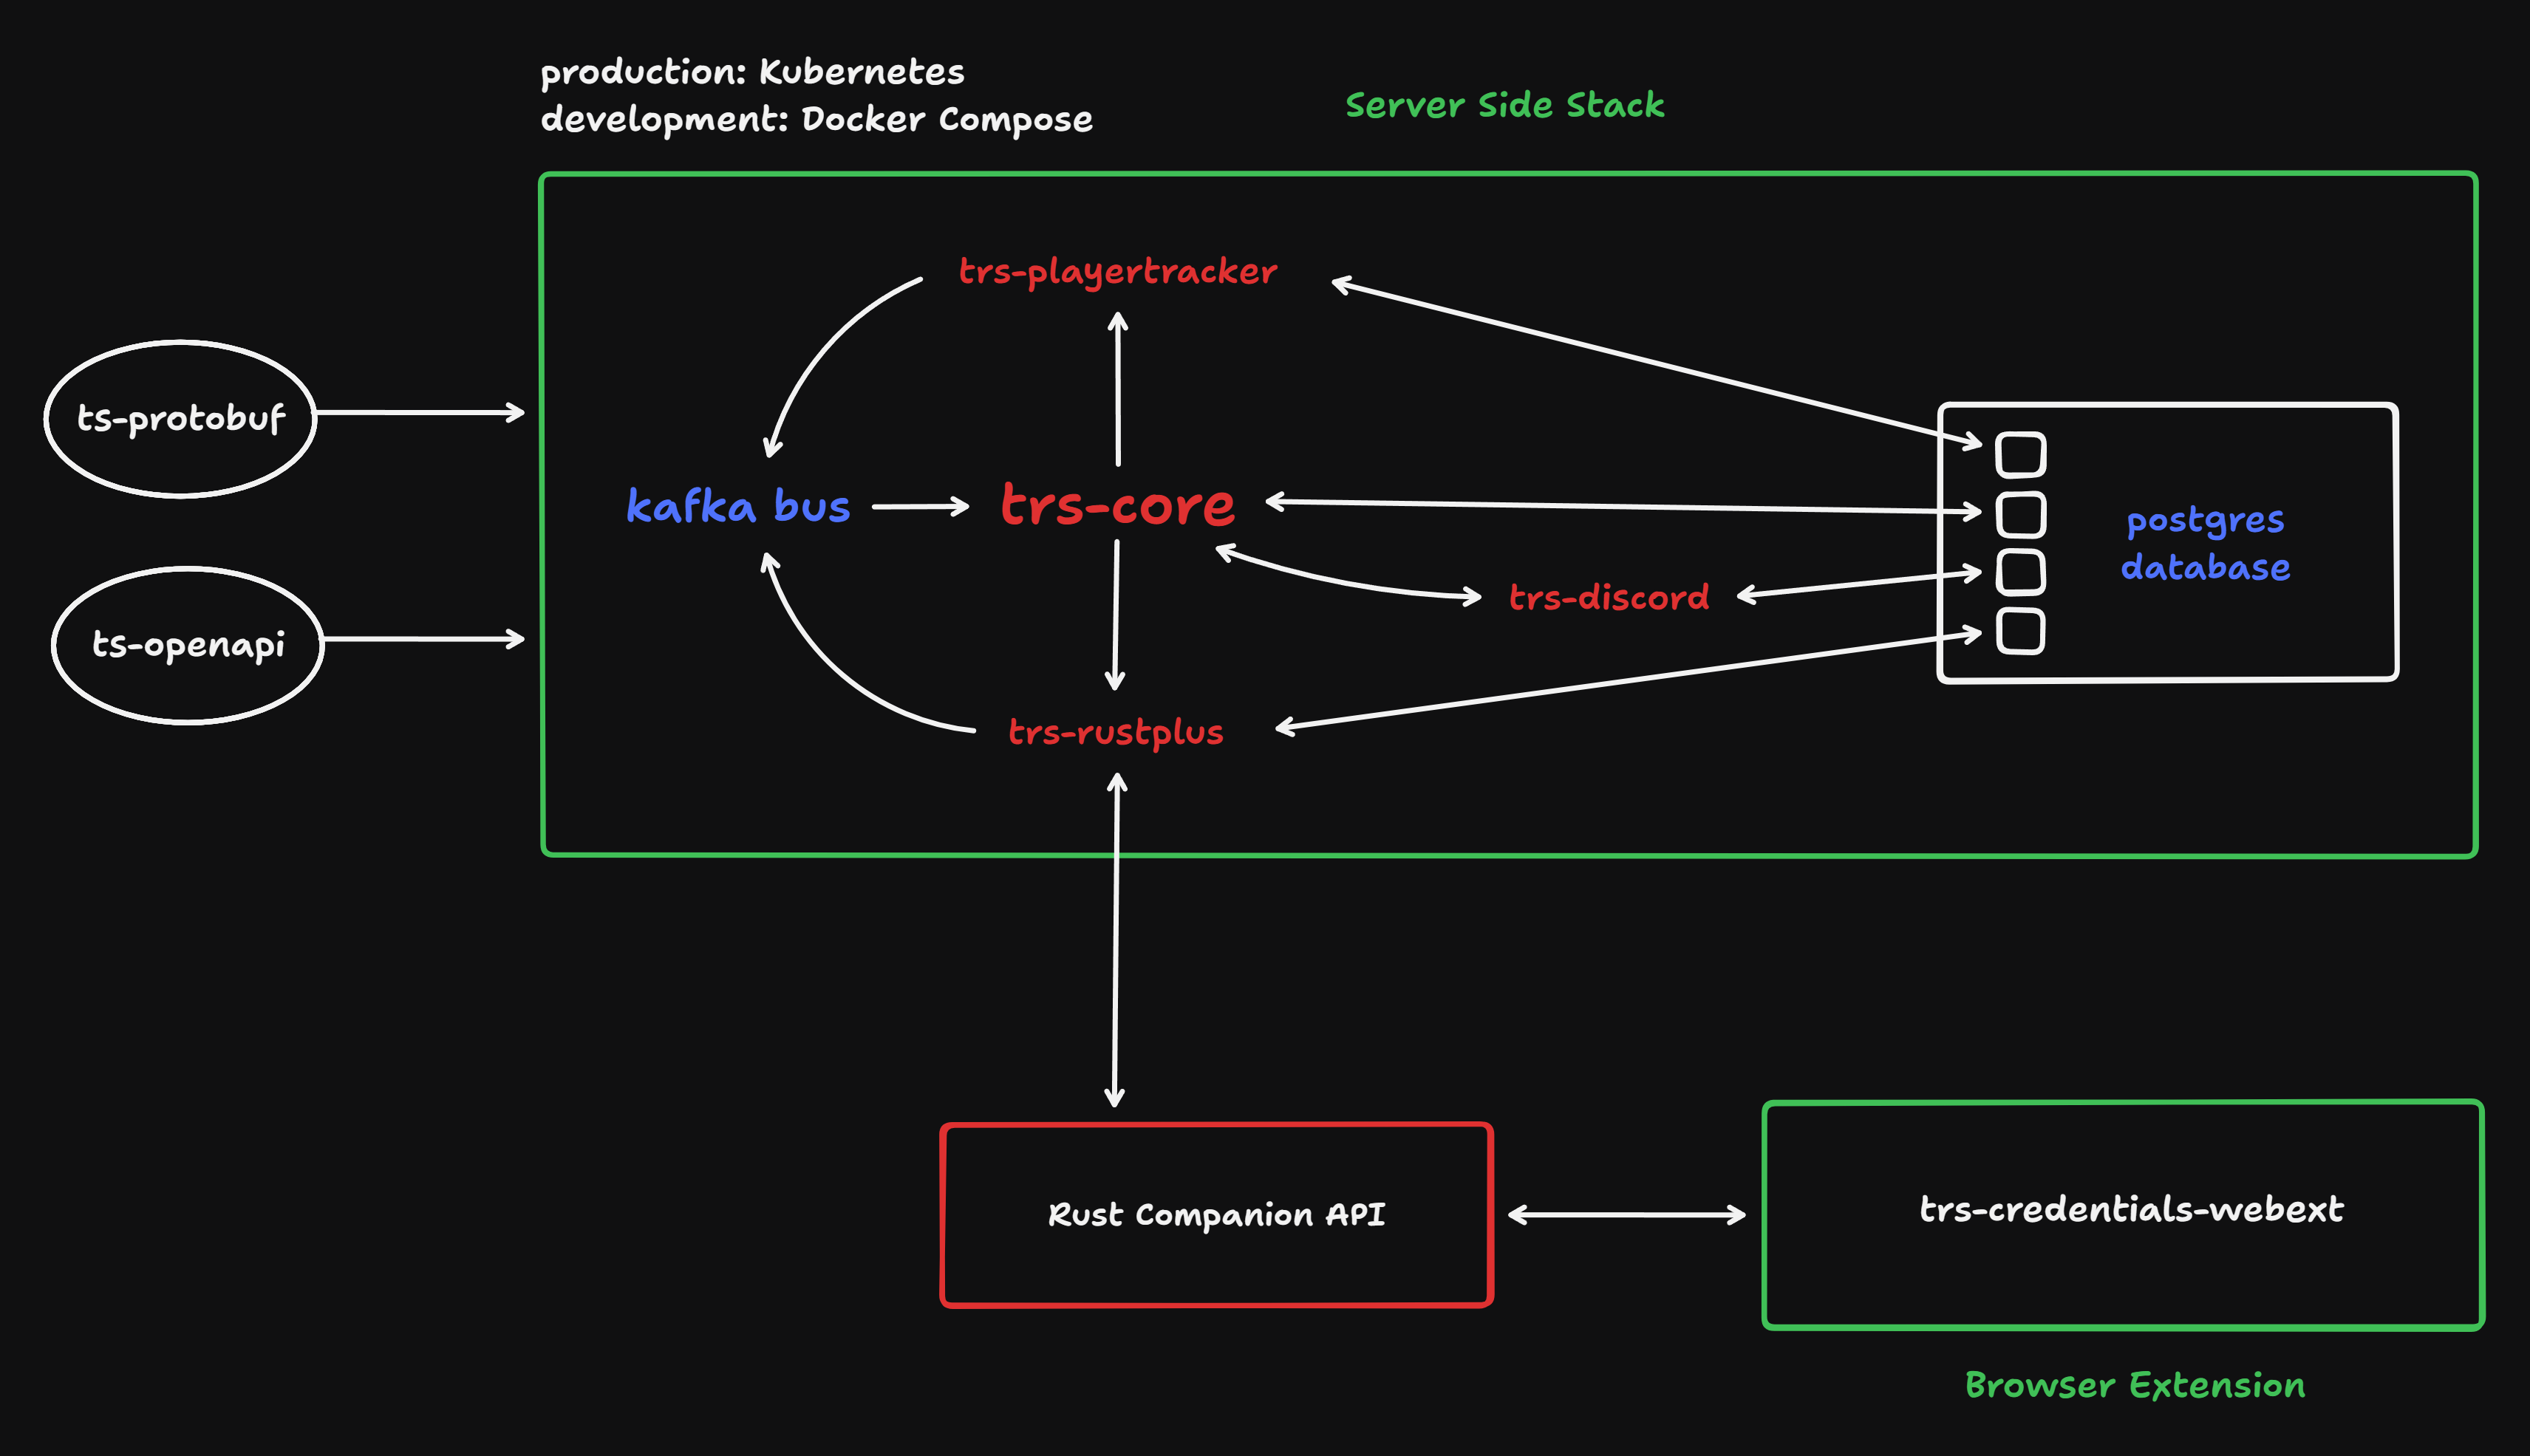 production: Kubernetes
development: Docker Compose
Server Side Stack
trs-playertracker
ts-protobuf
kafka bus
trs-core
postgres
database
trs-discord
ts-openapi
trs-rustplus
Rust Companion API
trs-credentials-webext
Browser Extension